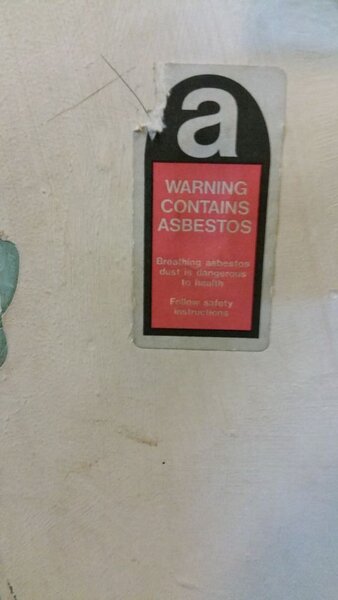 a
WARNING
CONTAINS
ASBESTOS
Breathing asbestos
dust is dangerous
to health
Follow safety
instructions